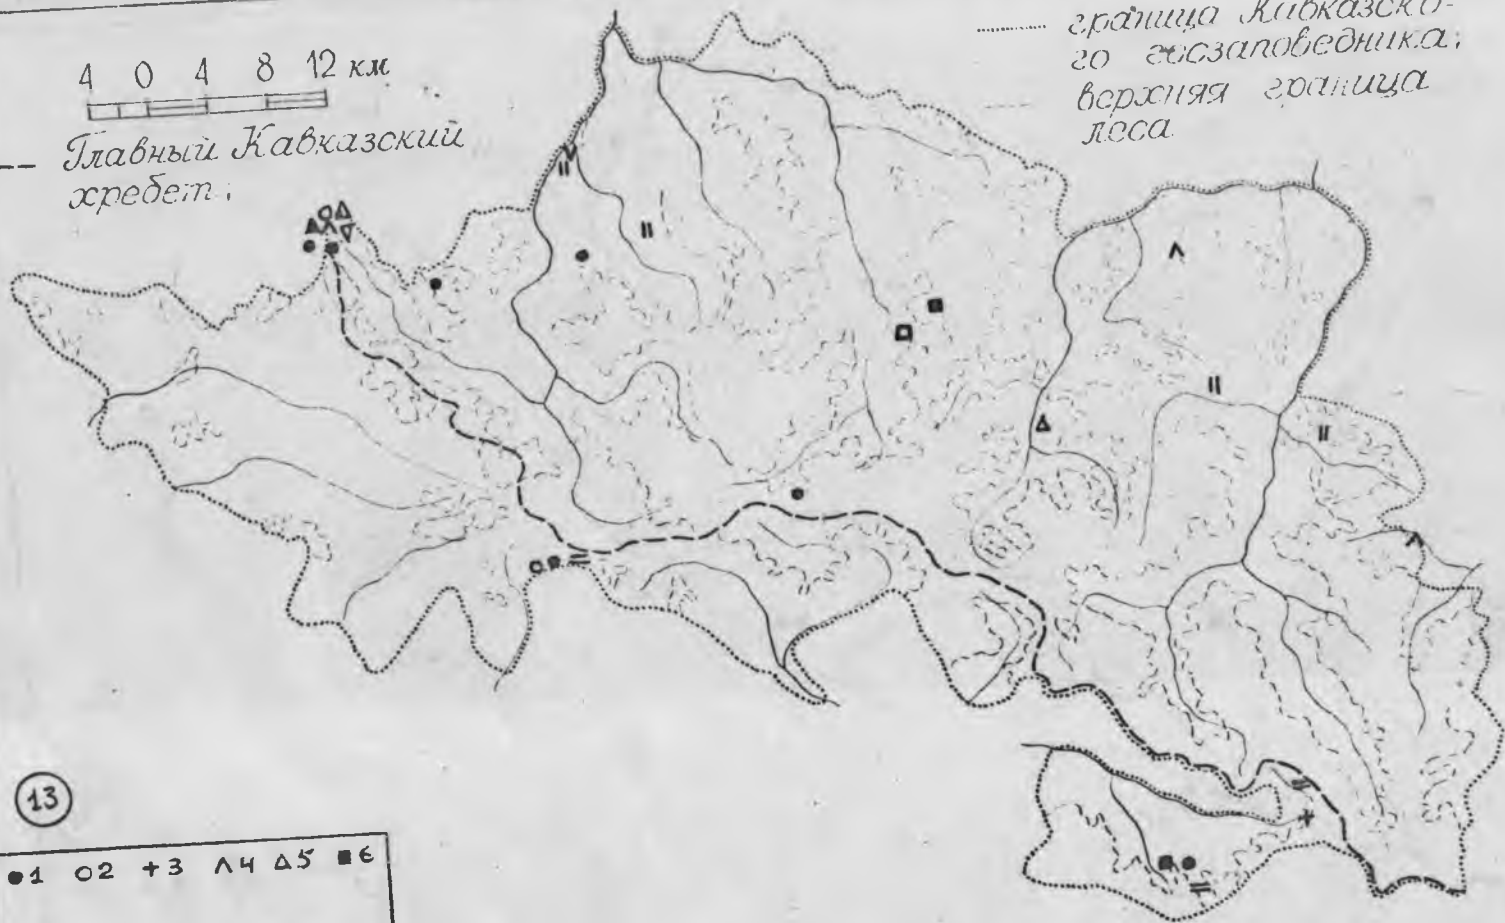 4 0 4 8 12 км
Главный Кавказский
хребет;
граница Кавказско-
го госзаповедника;
верхняя граница
леса
13
●1 ○2 +3 ʌ4 △5 ■6